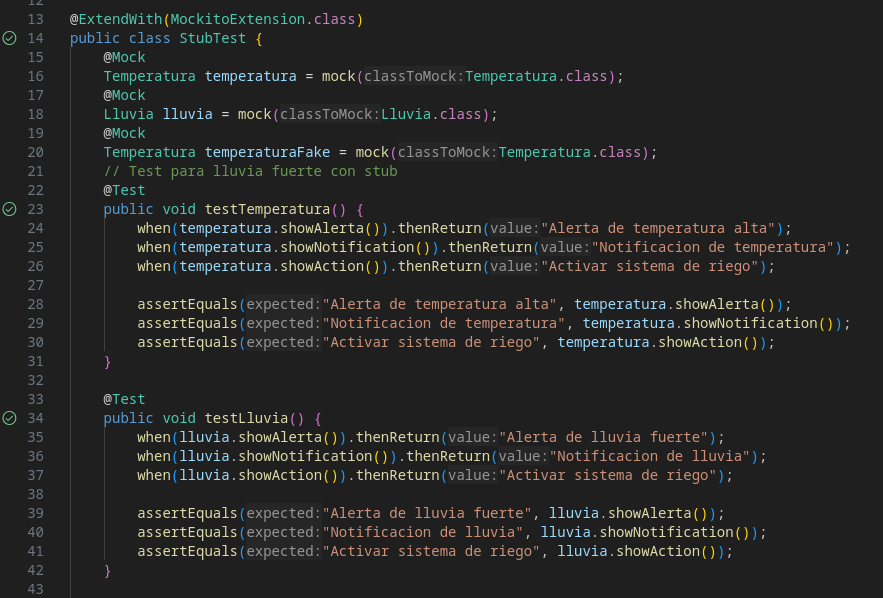 12
13 @ExtendWith(MockitoExtension.class)
14 public class StubTest {
15 @Mock
16 Temperatura temperatura = mock(classToMock:Temperatura.class);
17 @Mock
18 Lluvia lluvia = mock(classToMock:Lluvia.class);
19 @Mock
20 Temperatura temperaturaFake = mock(classToMock:Temperatura.class);
21 // Test para lluvia fuerte con stub
22 @Test
23 public void testTemperatura() {
24 when(temperatura.showAlerta()).thenReturn(value:"Alerta de temperatura alta");
25 when(temperatura.showNotification()).thenReturn(value:"Notificacion de temperatura");
26 when(temperatura.showAction()).thenReturn(value:"Activar sistema de riego");
27
28 assertEquals(expected:"Alerta de temperatura alta", temperatura.showAlerta());
29 assertEquals(expected:"Notificacion de temperatura", temperatura.showNotification());
30 assertEquals(expected:"Activar sistema de riego", temperatura.showAction());
31 }
32
33 @Test
34 public void testLluvia() {
35 when(lluvia.showAlerta()).thenReturn(value:"Alerta de lluvia fuerte");
36 when(lluvia.showNotification()).thenReturn(value:"Notificacion de lluvia");
37 when(lluvia.showAction()).thenReturn(value:"Activar sistema de riego");
38
39 assertEquals(expected:"Alerta de lluvia fuerte", lluvia.showAlerta());
40 assertEquals(expected:"Notificacion de lluvia", lluvia.showNotification());
41 assertEquals(expected:"Activar sistema de riego", lluvia.showAction());
42 }
43